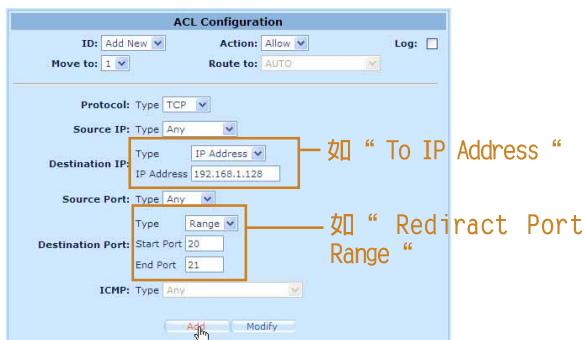 ACL Configuration
ID: Add New Action: Allow Log:
Move to: 1 Route to: AUTO
Protocol: Type TCP
Source IP: Type Any
Destination IP: Type IP Address
IP Address 192.168.1.128
如 “ To IP Address “
Source Port: Type Any
Destination Port: Type Range
Start Port 20
End Port 21
如 “ Rediract Port
Range “
ICMP: Type Any
Add Modify